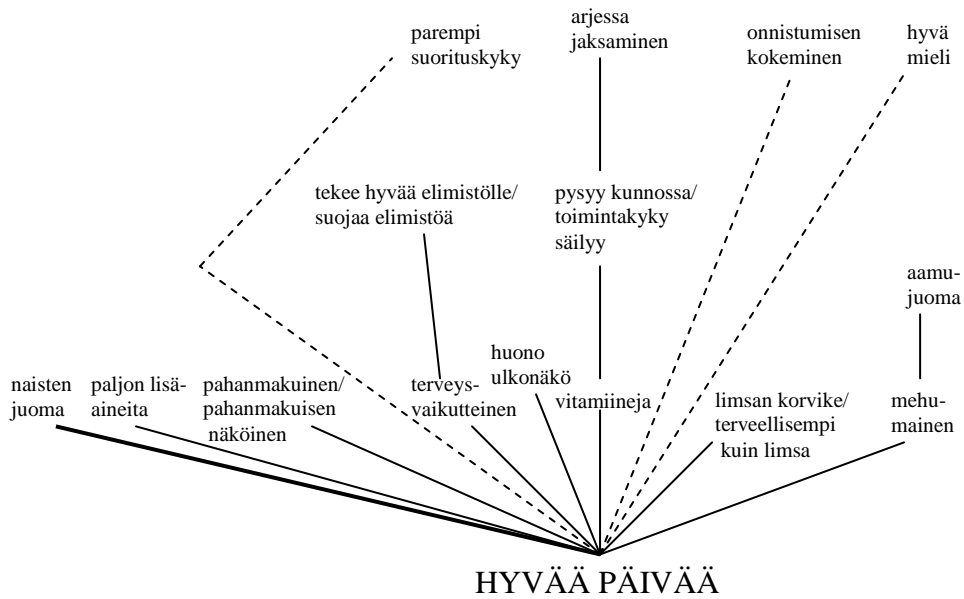 parempi
suorituskyky
arjessa
jaksaminen
onnistumisen
kokeminen
hyvä
mieli
tekee hyvää elimistölle/
suojaa elimistöä
pysyy kunnossa/
toimintakyky
säilyy
aamu-
juoma
naisten
juoma
paljon lisä-
aineita
pahanmakuinen/
pahanmakuisen
näköinen
terveys-
vaikutteinen
huono
ulkonäkö
vitamiineja
limsan korvike/
terveellisempi
kuin limsa
mehu-
mainen
HYVÄÄ PÄIVÄÄ